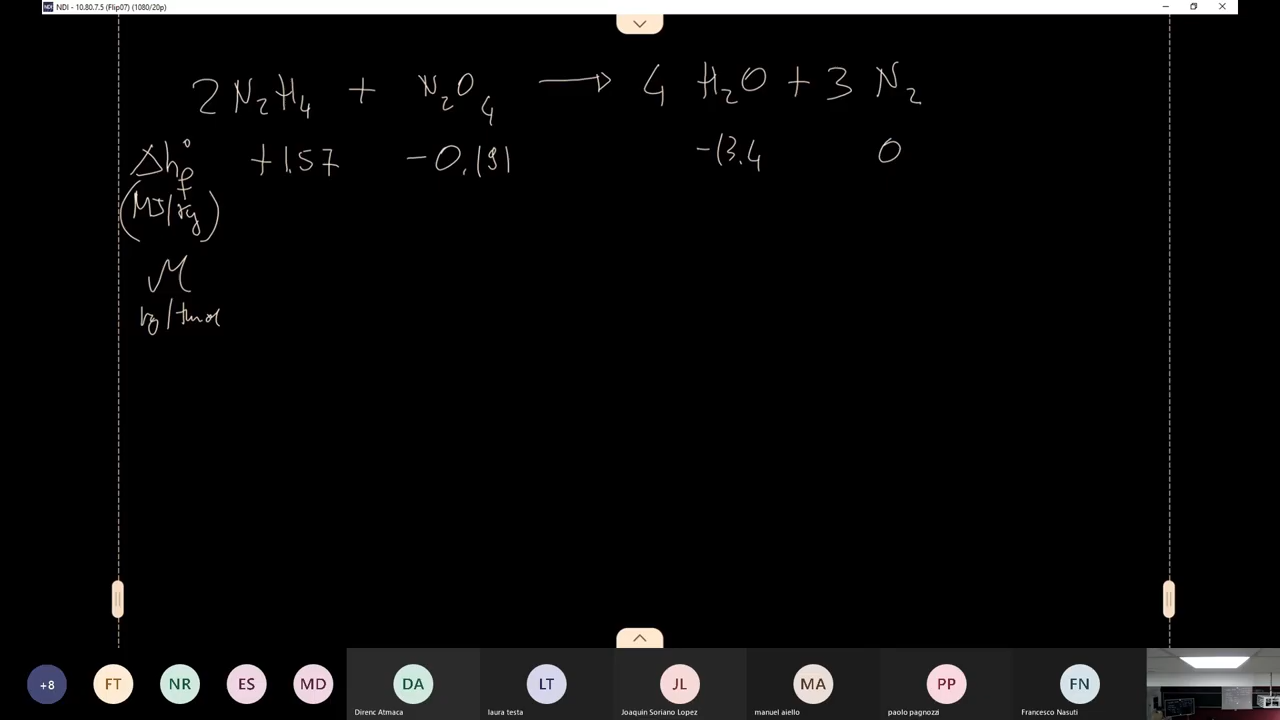 NDI NDI - 10.80.7.5 (Flip07) (1080/20p)
2 N₂H₄ + N₂O₄ → 4 H₂O + 3 N₂
Δh°f +1.57 -0.191 -13.4 0
(MJ/kg)
M
kg/kmol
+8 FT NR ES MD DA LT JL MA PP FN
Direnc Atmaca laura testa Joaquin Soriano Lopez manuel aiello paolo pagnozzi Francesco Nasuti